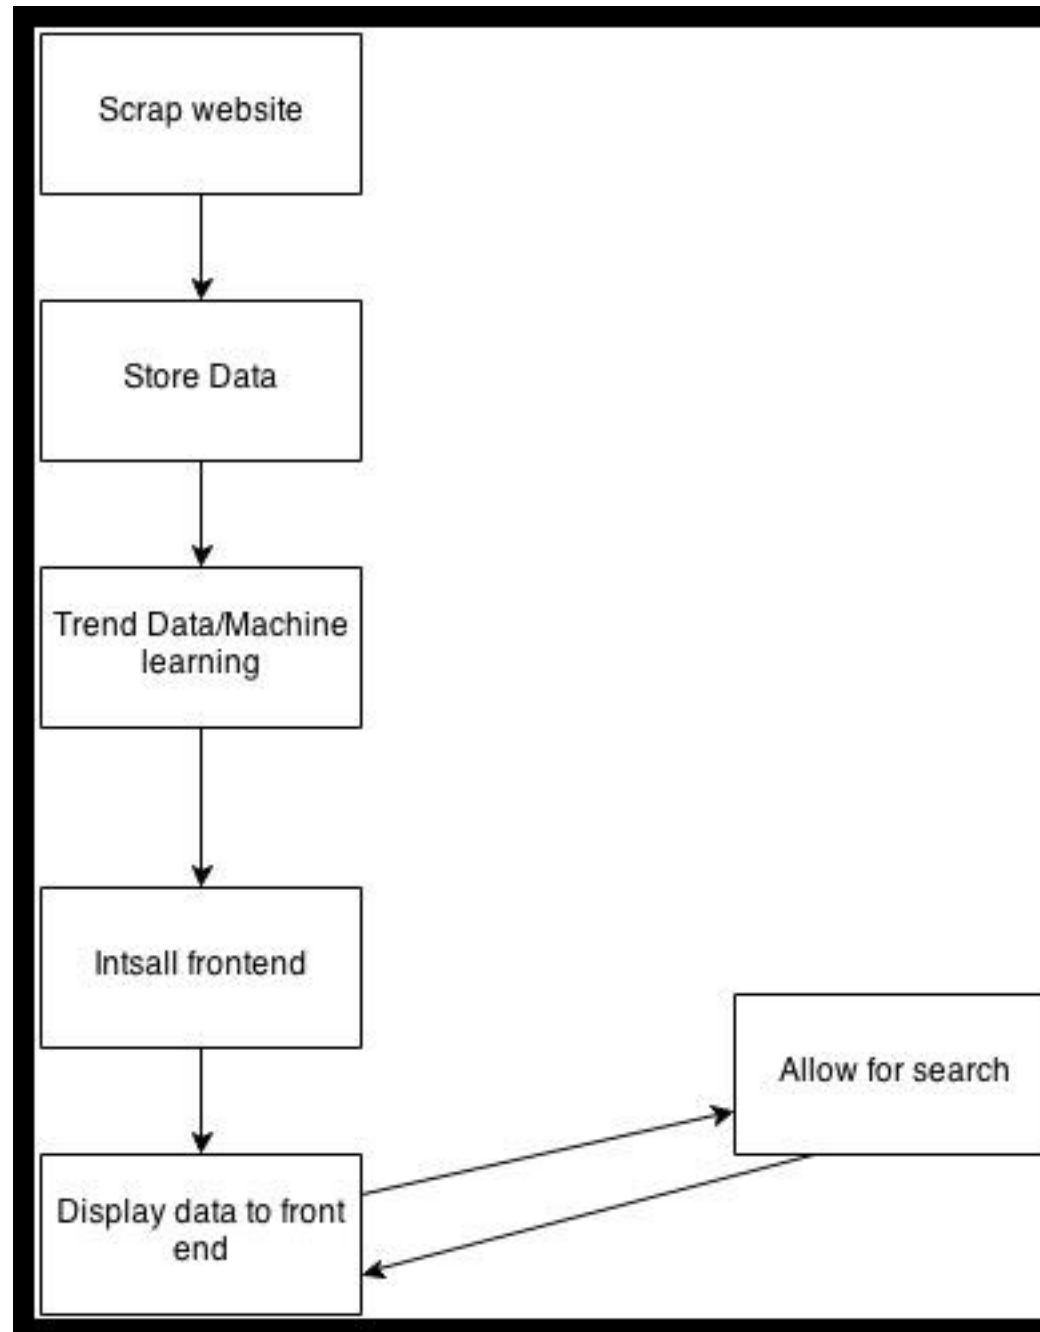 Scrap website
Store Data
Trend Data/Machine
learning
Intsall frontend
Allow for search
Display data to front
end